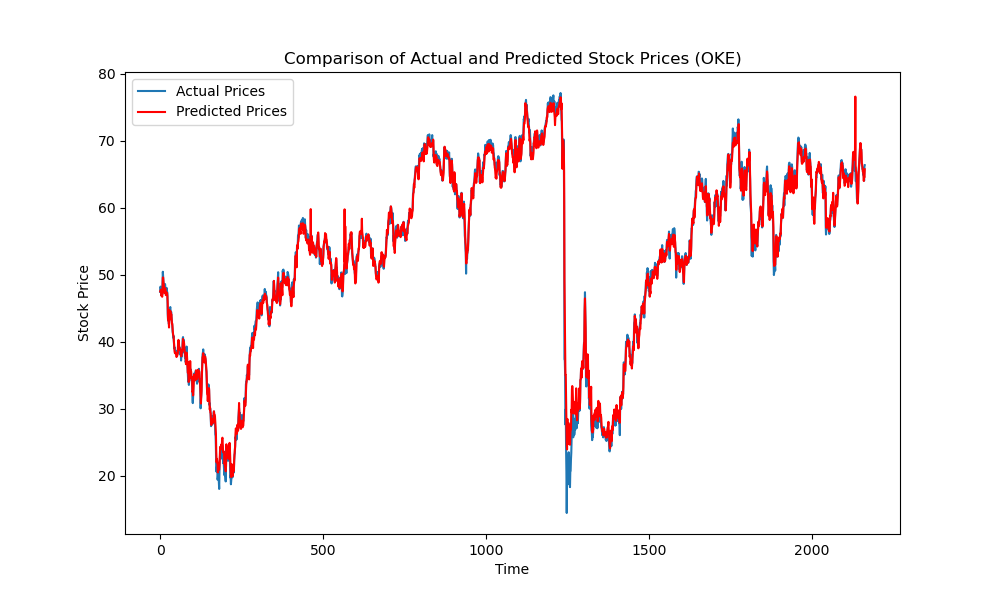 Comparison of Actual and Predicted Stock Prices (OKE)
Actual Prices
Predicted Prices
80
70
60
50
40
30
20
Stock Price
0 500 1000 1500 2000
Time